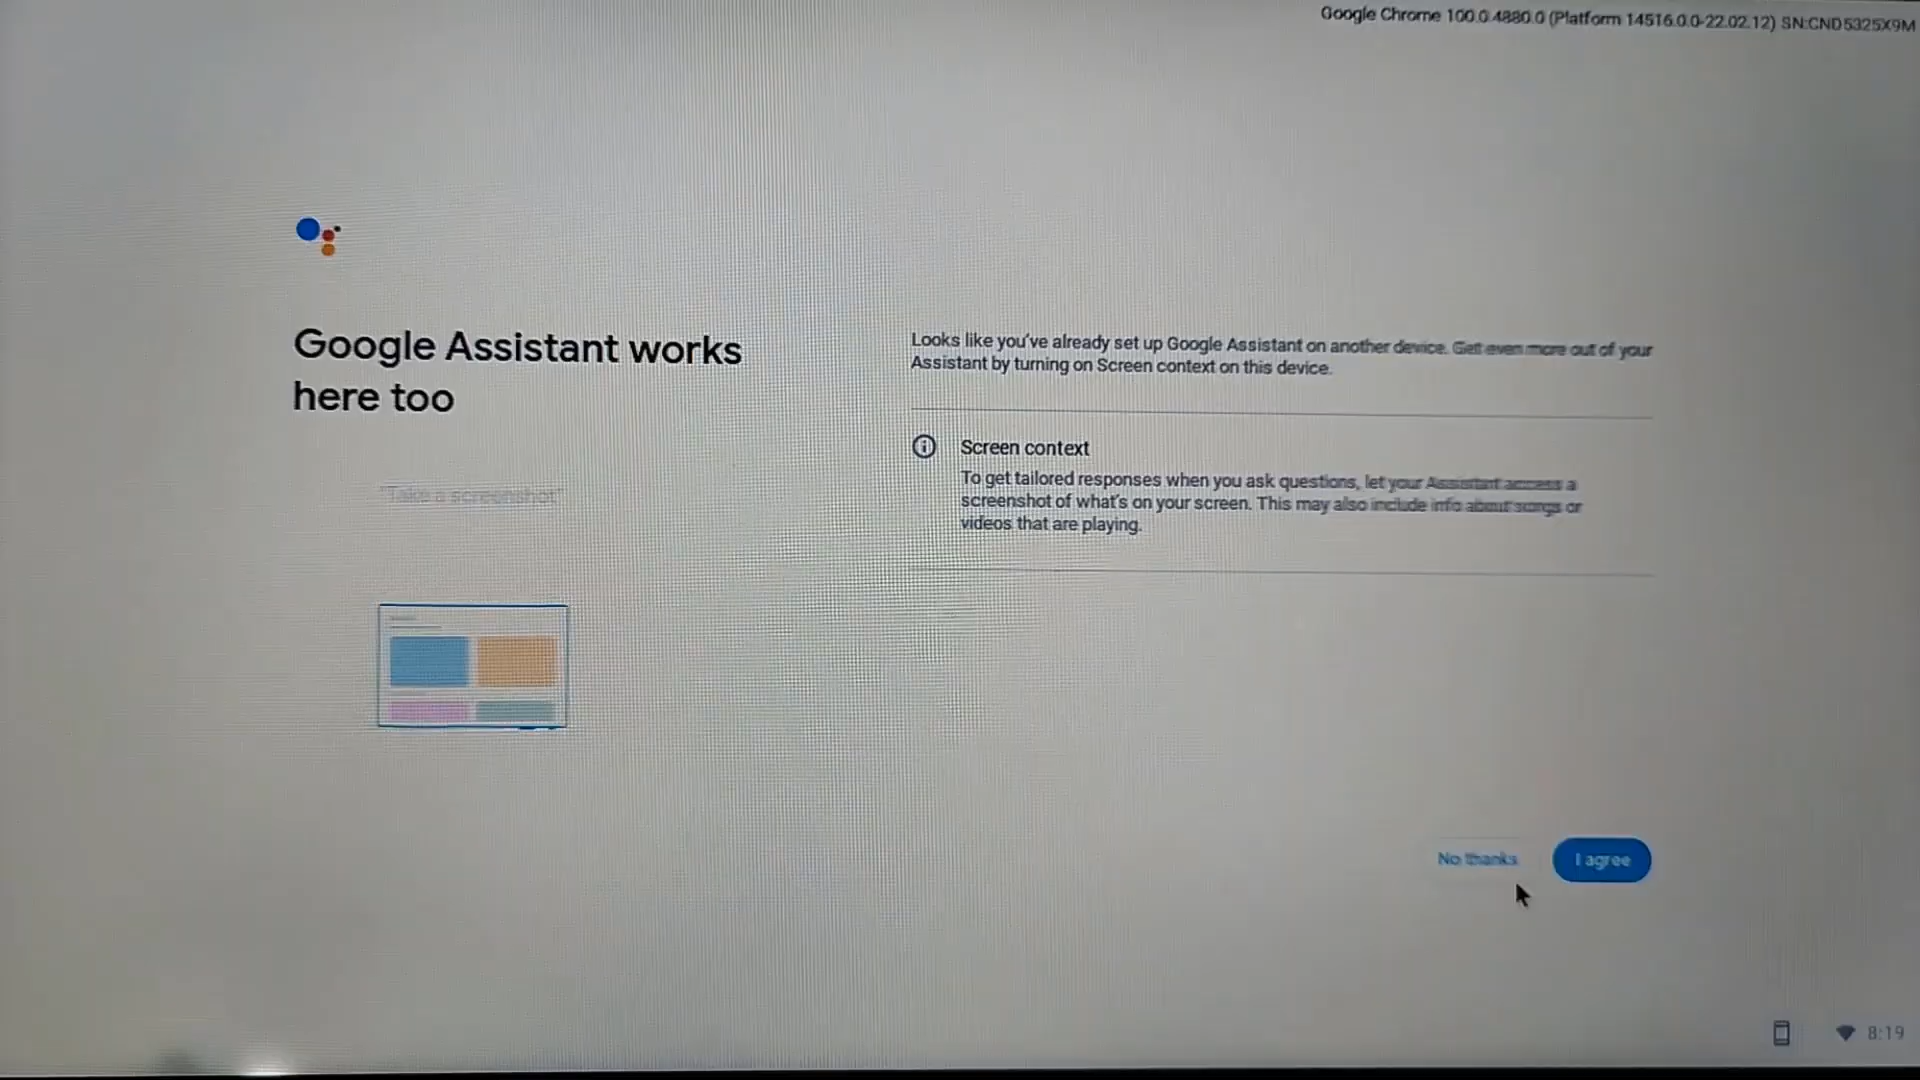 Google Chrome 100.0.4880.0 (Platform 14516.0.0-22.02.12) SN:CND5325X9M
Google Assistant works
here too
Looks like you've already set up Google Assistant on another device. Get even more out of your
Assistant by turning on Screen context on this device.
Screen context
To get tailored responses when you ask questions, let your Assistant access a
screenshot of what's on your screen. This may also include info about songs or
videos that are playing.
"Take a screenshot"
No thanks
I agree
8:19